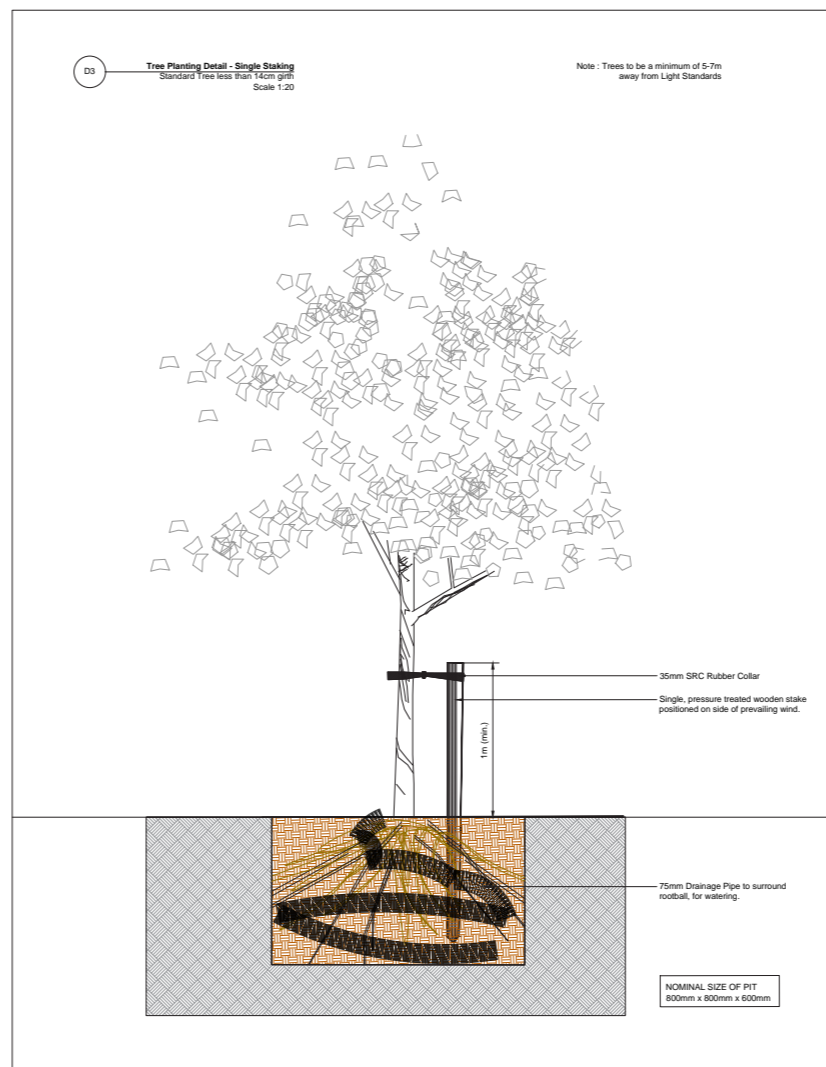 D3
Tree Planting Detail - Single Staking
Standard Tree less than 14cm girth
Scale 1:20
Note : Trees to be a minimum of 5-7m
away from Light Standards
35mm SRC Rubber Collar
Single, pressure treated wooden stake
positioned on side of prevailing wind.
1m (min.)
75mm Drainage Pipe to surround
rootball, for watering.
NOMINAL SIZE OF PIT
800mm x 800mm x 600mm